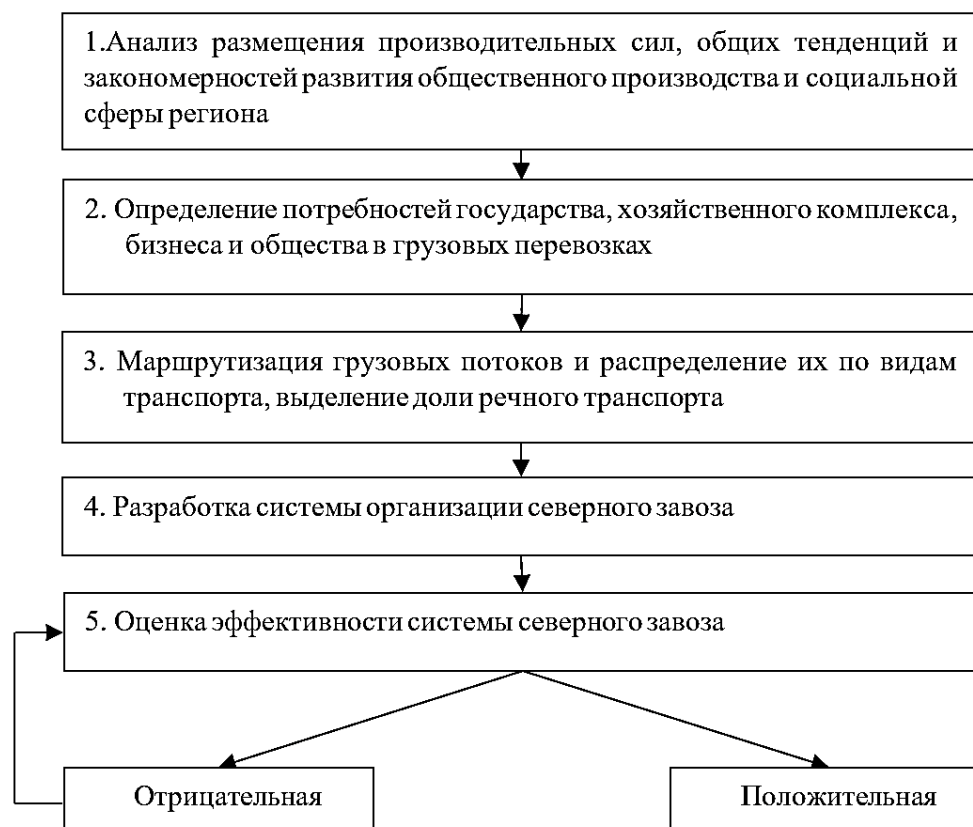 1.Анализ размещения производительных сил, общих тенденций и
закономерностей развития общественного производства и социальной
сферы региона
2. Определение потребностей государства, хозяйственного комплекса,
бизнеса и общества в грузовых перевозках
3. Маршрутизация грузовых потоков и распределение их по видам
транспорта, выделение доли речного транспорта
4. Разработка системы организации северного завоза
5. Оценка эффективности системы северного завоза
Отрицательная
Положительная